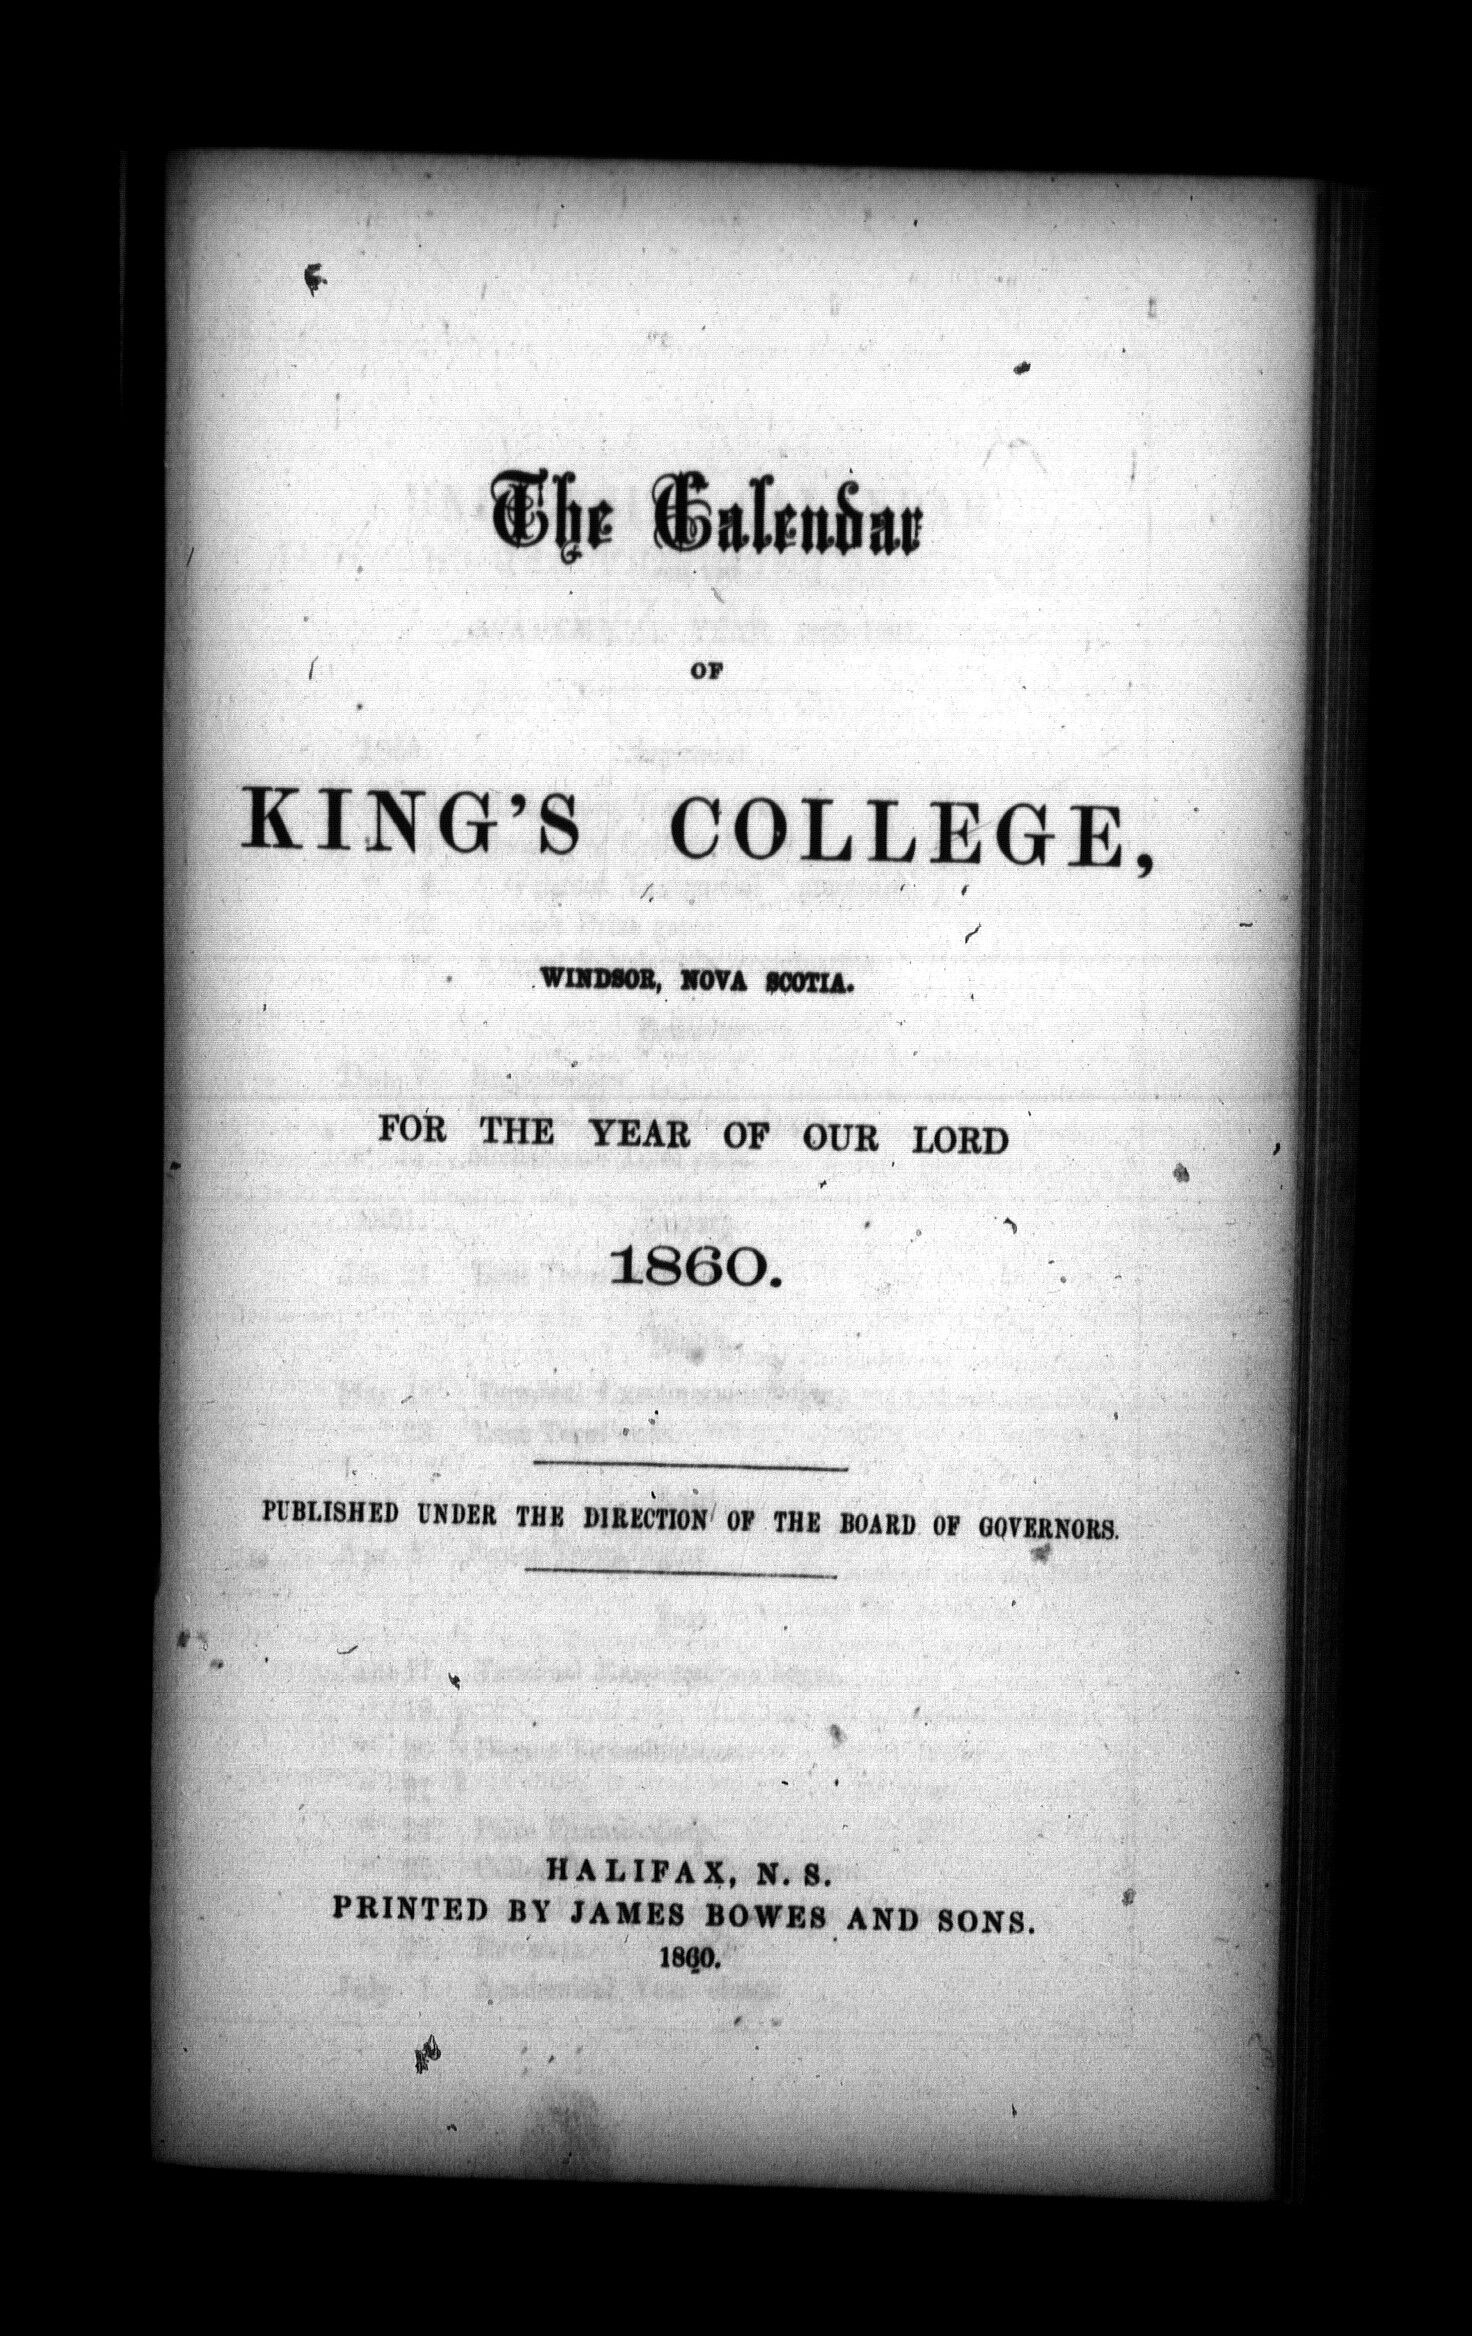 The Calendar
OF
KING'S COLLEGE,
WINDSOR, NOVA SCOTIA.
FOR THE YEAR OF OUR LORD
1860.
PUBLISHED UNDER THE DIRECTION OF THE BOARD OF GOVERNORS.
HALIFAX, N. S.
PRINTED BY JAMES BOWES AND SONS.
1860.